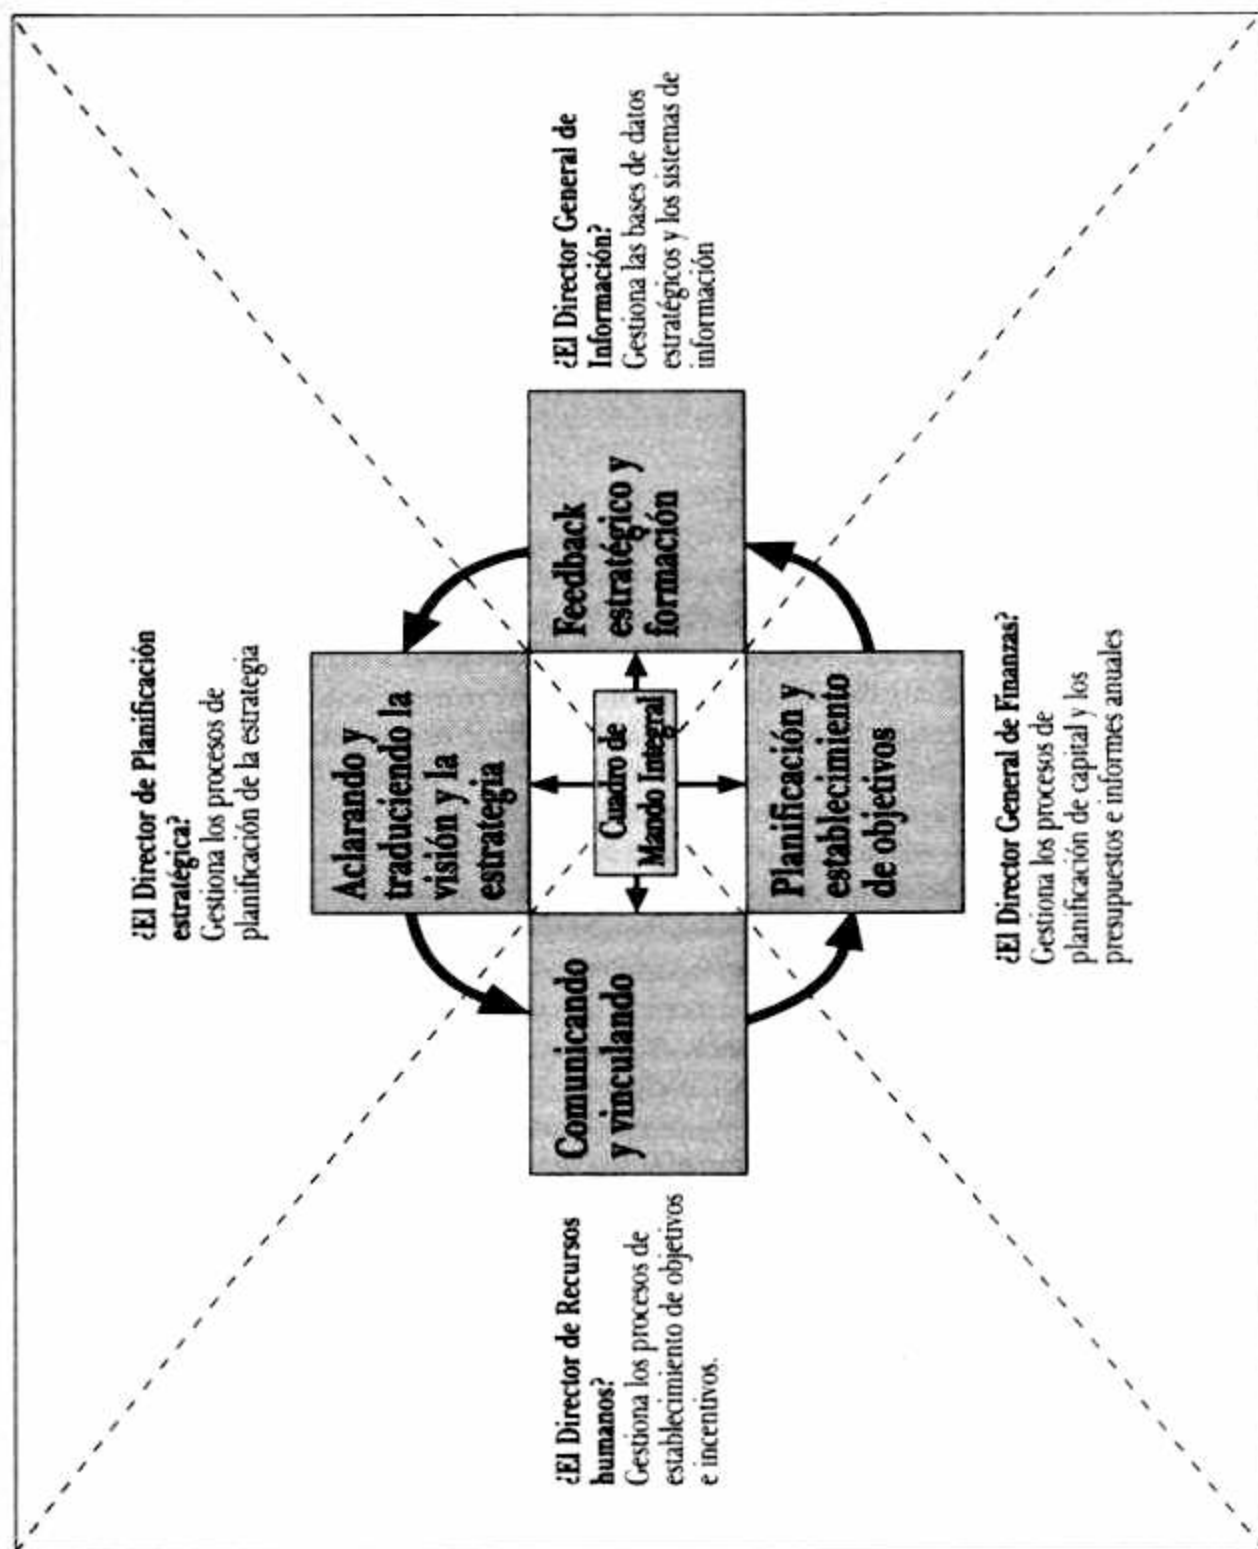 ¿El Director de Planificación
estratégica?
Gestiona los procesos de
planificación de la estrategia
Aclarando y
traduciendo la
visión y la
estrategia
¿El Director de Recursos
humanos?
Gestiona los procesos de
establecimiento de objetivos
e incentivos.
Comunicando
y vinculando
Cuadro de
Mando Integral
Feedback
estratégico y
formación
¿El Director General de
Información?
Gestiona las bases de datos
estratégicos y los sistemas de
información
Planificación y
establecimiento
de objetivos
¿El Director General de Finanzas?
Gestiona los procesos de
planificación de capital y los
presupuestos e informes anuales